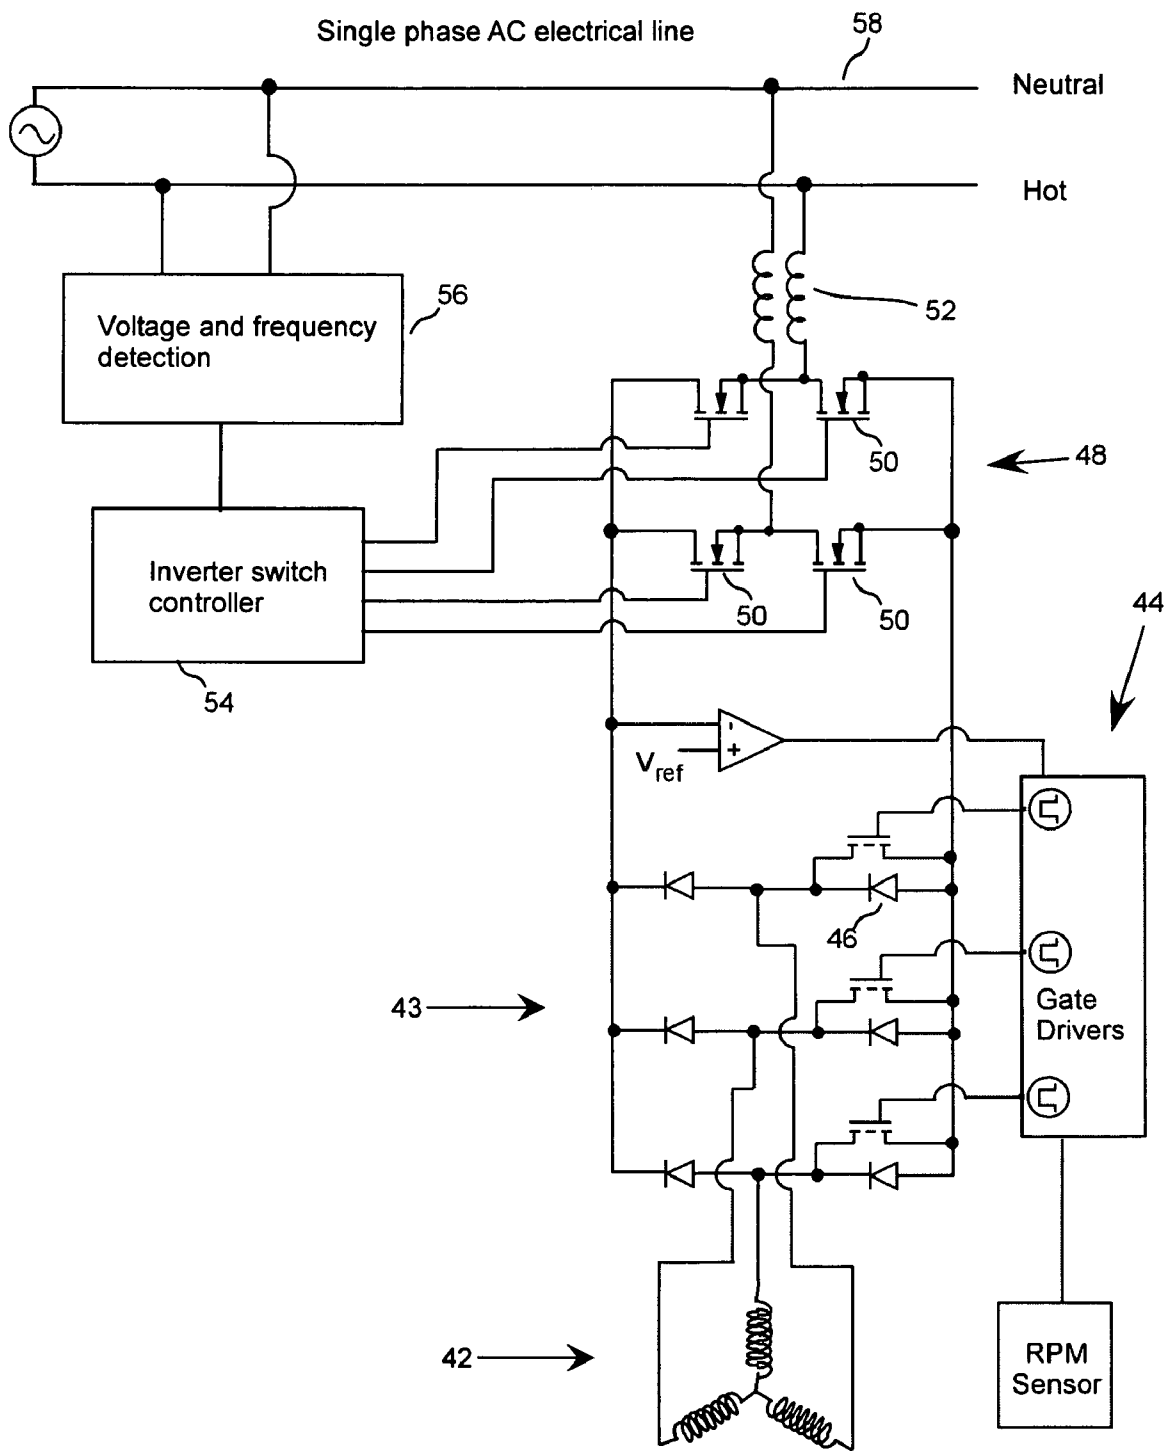 Single phase AC electrical line
58
Neutral
Hot
56
Voltage and frequency
detection
52
50
48
Inverter switch
controller
50
50
44
54
-
+
Vref
46
43
Gate
Drivers
42
RPM
Sensor